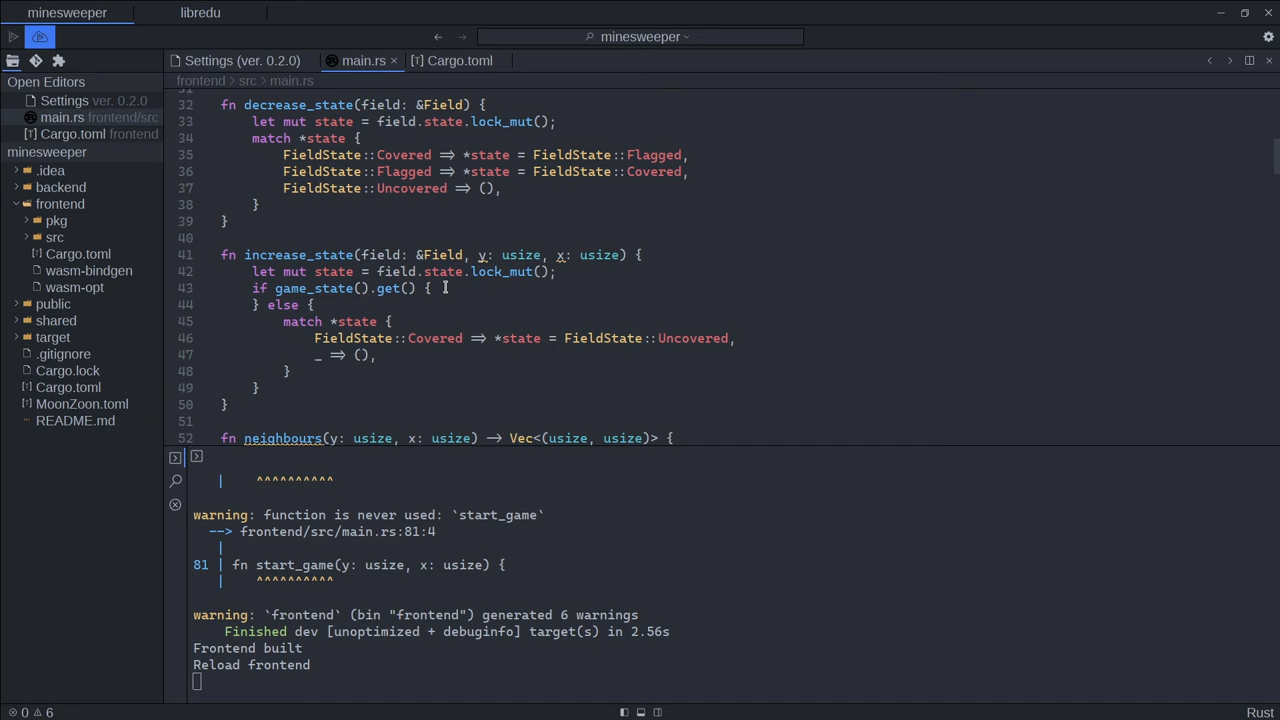 minesweeper
libredu
minesweeper
Settings (ver. 0.2.0)
main.rs
Cargo.toml
Open Editors
Settings ver. 0.2.0
main.rs frontend/src
Cargo.toml frontend
minesweeper
.idea
backend
frontend
pkg
src
Cargo.toml
wasm-bindgen
wasm-opt
public
shared
target
.gitignore
Cargo.lock
Cargo.toml
MoonZoon.toml
README.md
frontend > src > main.rs
31
32 fn decrease_state(field: &Field) {
33 let mut state = field.state.lock_mut();
34 match *state {
35 FieldState::Covered => *state = FieldState::Flagged,
36 FieldState::Flagged => *state = FieldState::Covered,
37 FieldState::Uncovered => (),
38 }
39 }
40
41 fn increase_state(field: &Field, y: usize, x: usize) {
42 let mut state = field.state.lock_mut();
43 if game_state().get() {
44 } else {
45 match *state {
46 FieldState::Covered => *state = FieldState::Uncovered,
47 _ => (),
48 }
49 }
50 }
51
52 fn neighbours(y: usize, x: usize) -> Vec<(usize, usize)> {
| ^^^^^^^^^^
warning: function is never used: `start_game`
--> frontend/src/main.rs:81:4
|
81 | fn start_game(y: usize, x: usize) {
| ^^^^^^^^^^
warning: `frontend` (bin "frontend") generated 6 warnings
Finished dev [unoptimized + debuginfo] target(s) in 2.56s
Frontend built
Reload frontend
0 6
Rust